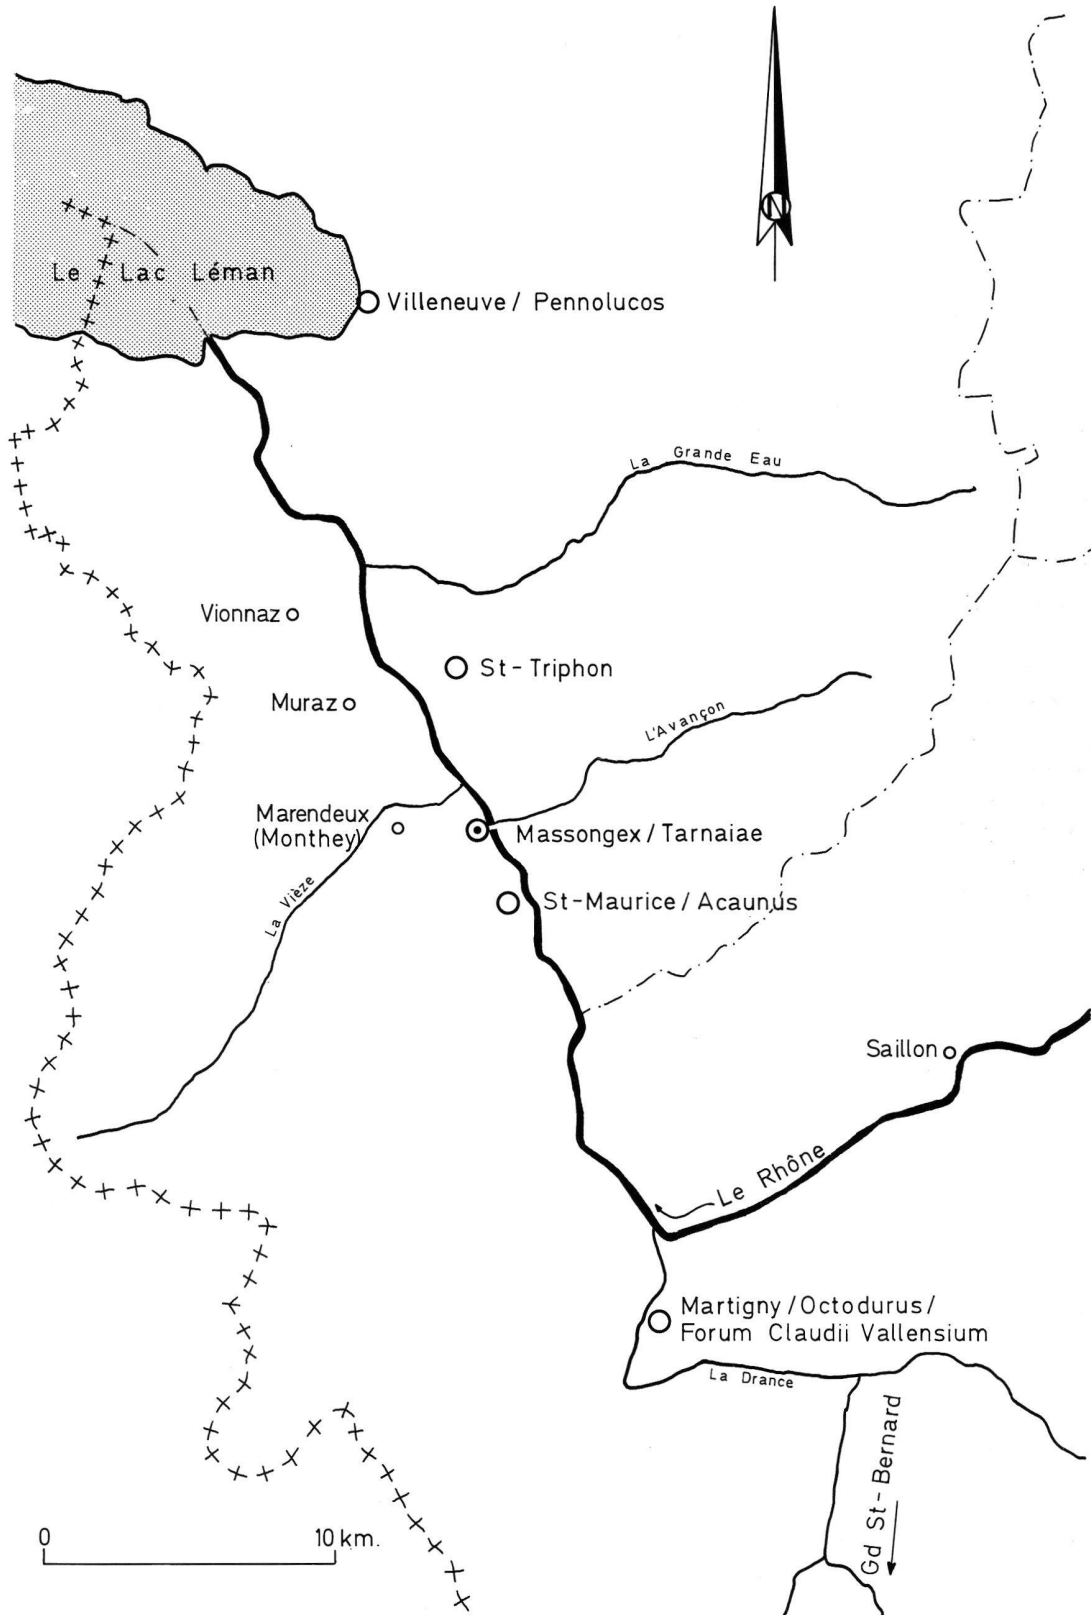 N
Le Lac Léman
Villeneuve / Pennolucos
La Grande Eau
Vionnaz
St-Triphon
Muraz
L'Avançon
Marendeux
(Monthey)
Massongex / Tarnaiae
La Vièze
St-Maurice / Acaunus
Saillon
Le Rhône
Martigny / Octodurus /
Forum Claudii Vallensium
La Drance
Gd St-Bernard
0 10 km.